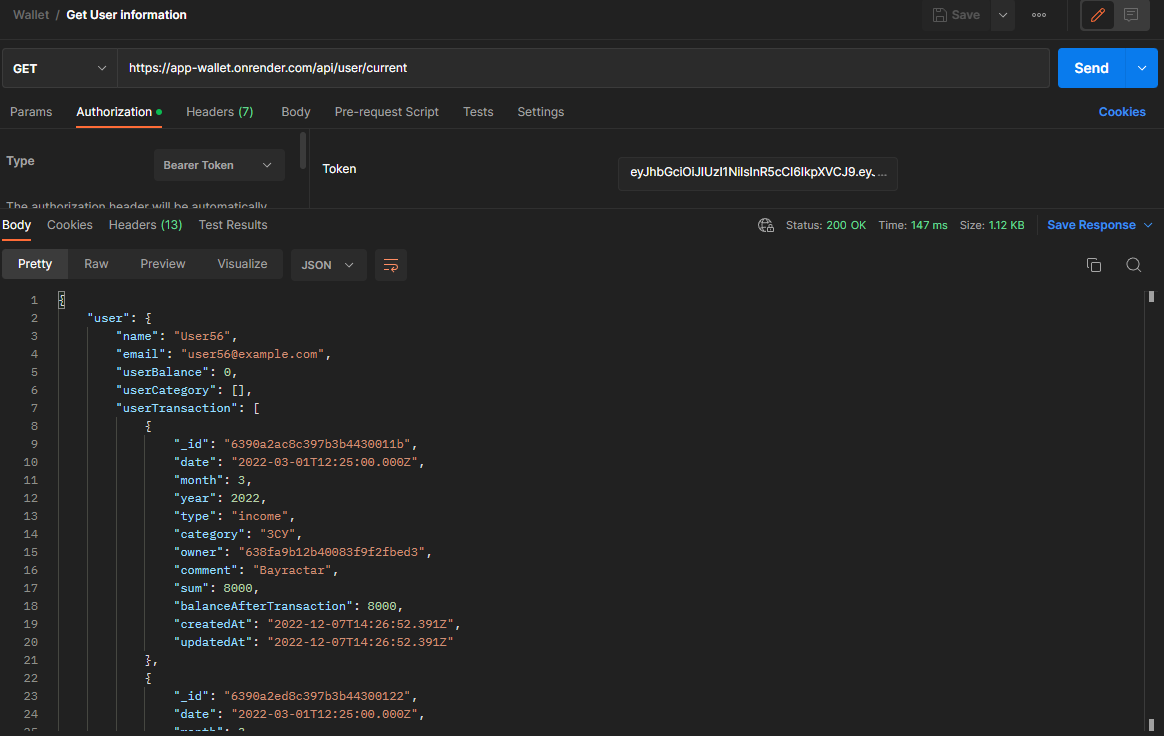 Wallet / Get User information
Save
GET
https://app-wallet.onrender.com/api/user/current
Send
Params Authorization Headers (7) Body Pre-request Script Tests Settings Cookies
Type
Bearer Token
Token
eyJhbGciOiJIUzI1NiIsInR5cCI6IkpXVCJ9.eyJ...
The authorization header will be automatically
Body Cookies Headers (13) Test Results
Status: 200 OK Time: 147 ms Size: 1.12 KB Save Response
Pretty Raw Preview Visualize JSON
1 {
2 "user": {
3 "name": "User56",
4 "email": "user56@example.com",
5 "userBalance": 0,
6 "userCategory": [],
7 "userTransaction": [
8 {
9 "_id": "6390a2ac8c397b3b4430011b",
10 "date": "2022-03-01T12:25:00.000Z",
11 "month": 3,
12 "year": 2022,
13 "type": "income",
14 "category": "ЗСУ",
15 "owner": "638fa9b12b40083f9f2fbed3",
16 "comment": "Bayractar",
17 "sum": 8000,
18 "balanceAfterTransaction": 8000,
19 "createdAt": "2022-12-07T14:26:52.391Z",
20 "updatedAt": "2022-12-07T14:26:52.391Z"
21 },
22 {
23 "_id": "6390a2ed8c397b3b44300122",
24 "date": "2022-03-01T12:25:00.000Z",
25 "month": 3,